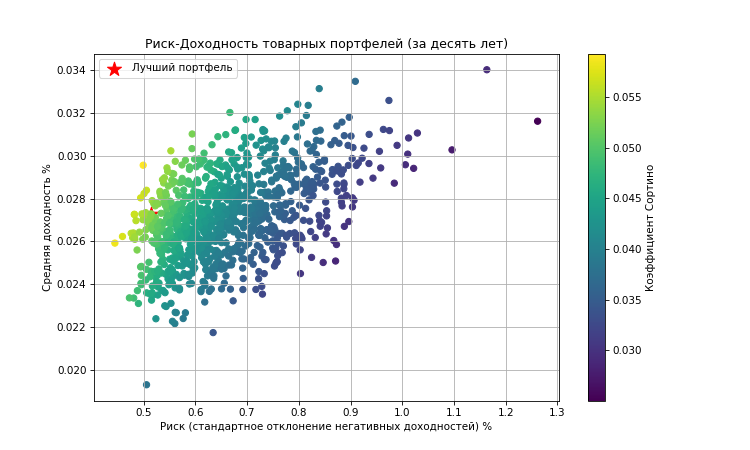 Риск-Доходность товарных портфелей (за десять лет)
Лучший портфель
0.034
0.032
0.030
0.028
0.026
0.024
0.022
0.020
Средняя доходность %
0.5 0.6 0.7 0.8 0.9 1.0 1.1 1.2 1.3
Риск (стандартное отклонение негативных доходностей) %
0.055
0.050
0.045
0.040
0.035
0.030
Коэффициент Сортино